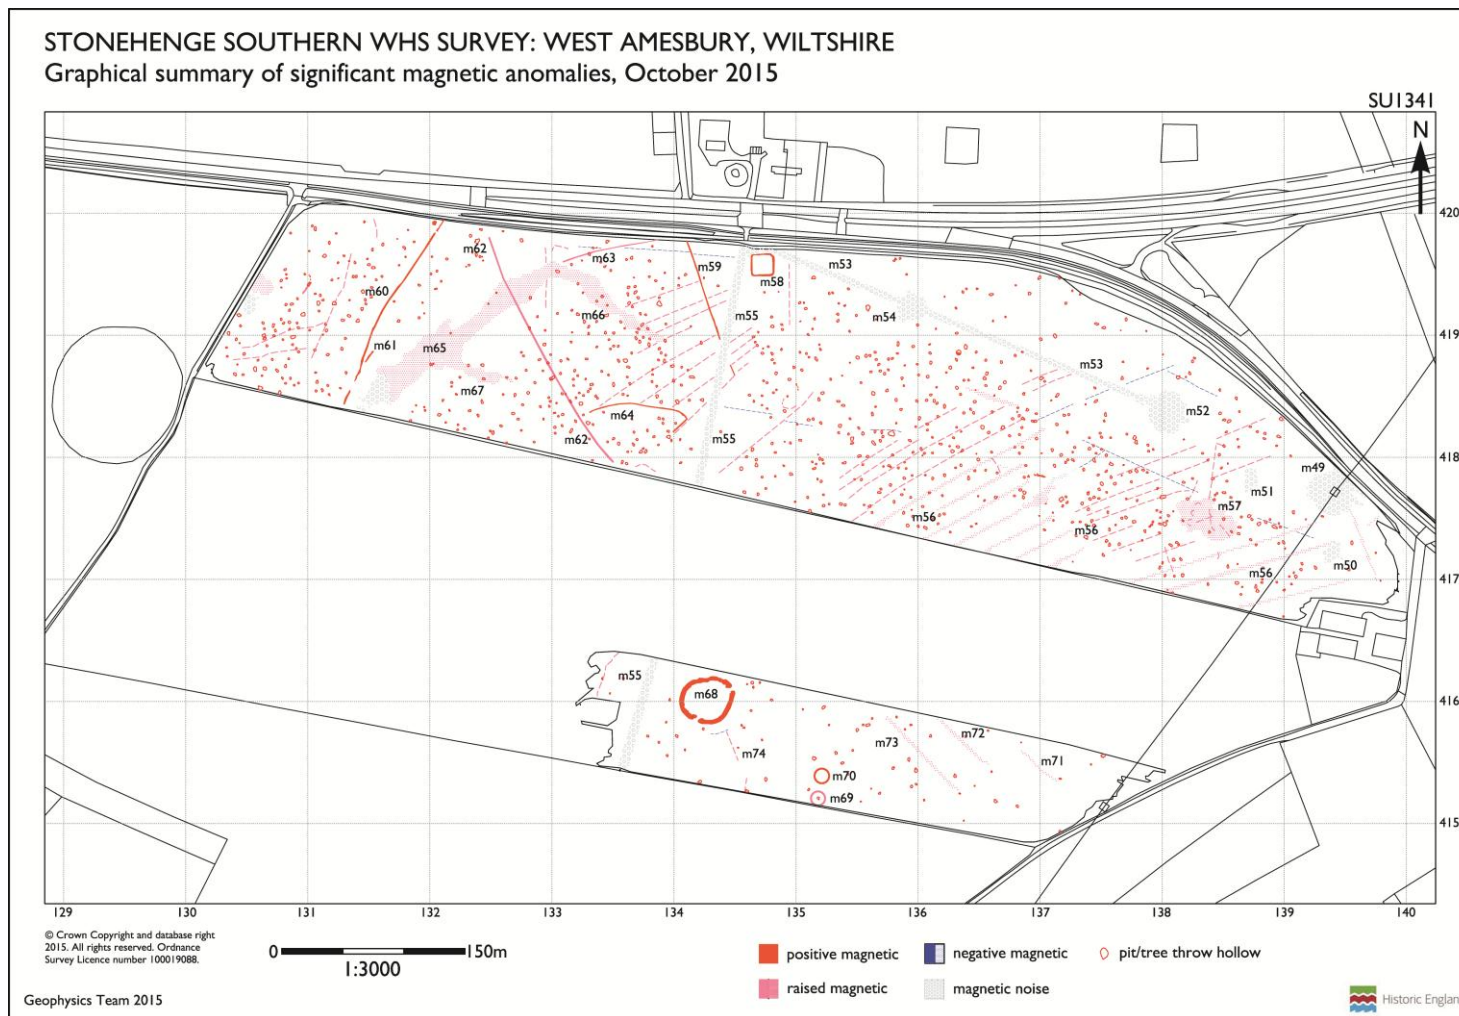 STONEHENGE SOUTHERN WHS SURVEY: WEST AMESBURY, WILTSHIRE
Graphical summary of significant magnetic anomalies, October 2015
SU1341
N
420
m62
m63
m59
m53
m58
m60
m66
m55
m54
419
m61
m65
m53
m67
m64
m52
m62
m55
418
m49
m51
m57
m56
m56
m50
m56
417
m55
m68
416
m72
m73
m74
m71
m70
m69
415
129 130 131 132 133 134 135 136 137 138 139 140
© Crown Copyright and database right
2015. All rights reserved. Ordnance
Survey Licence number 100019088.
0 150m
1:3000
positive magnetic negative magnetic pit/tree throw hollow
raised magnetic magnetic noise
Geophysics Team 2015
Historic Englan